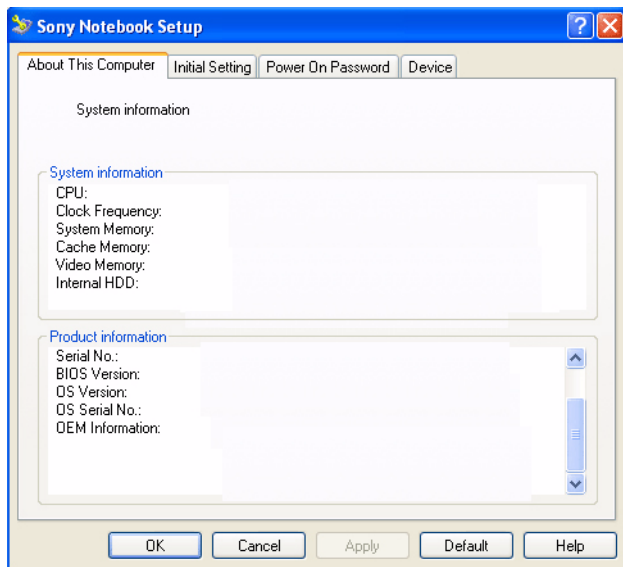 Sony Notebook Setup
About This Computer Initial Setting Power On Password Device
System information
System information
CPU:
Clock Frequency:
System Memory:
Cache Memory:
Video Memory:
Internal HDD:
Product information
Serial No.:
BIOS Version:
OS Version:
OS Serial No.:
OEM Information:
OK Cancel Apply Default Help